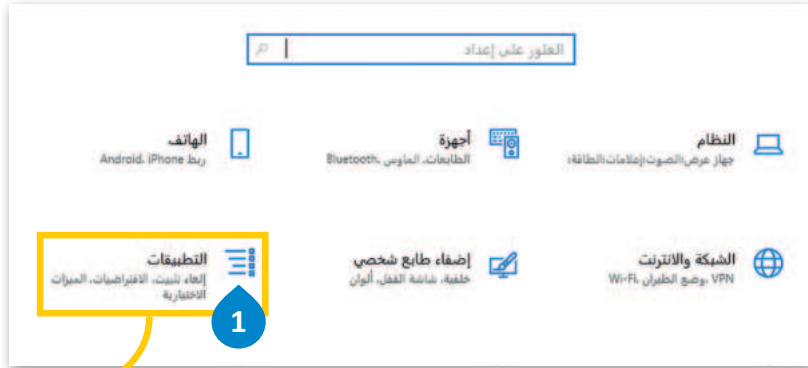 العثور على إعداد
النظام
جهاز عرض،الصوت،إعلامات،الطاقة،
أجهزة
الطابعات، الماوس ،Bluetooth
الهاتف
ربط Android، iPhone
الشبكة والانترنت
VPN ،وضع الطيران ،Wi-Fi
إضفاء طابع شخصي
خلفية، شاشة القفل، ألوان
التطبيقات
إلغاء تثبيت، الافتراضيات، الميزات
الاختيارية
1